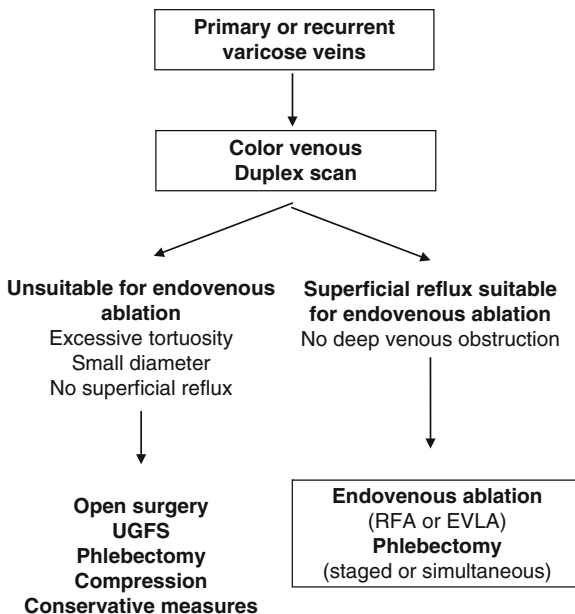 Primary or recurrent
varicose veins
Color venous
Duplex scan
Unsuitable for endovenous
ablation
Excessive tortuosity
Small diameter
No superficial reflux
Superficial reflux suitable
for endovenous ablation
No deep venous obstruction
Open surgery
UGFS
Phlebectomy
Compression
Conservative measures
Endovenous ablation
(RFA or EVLA)
Phlebectomy
(staged or simultaneous)